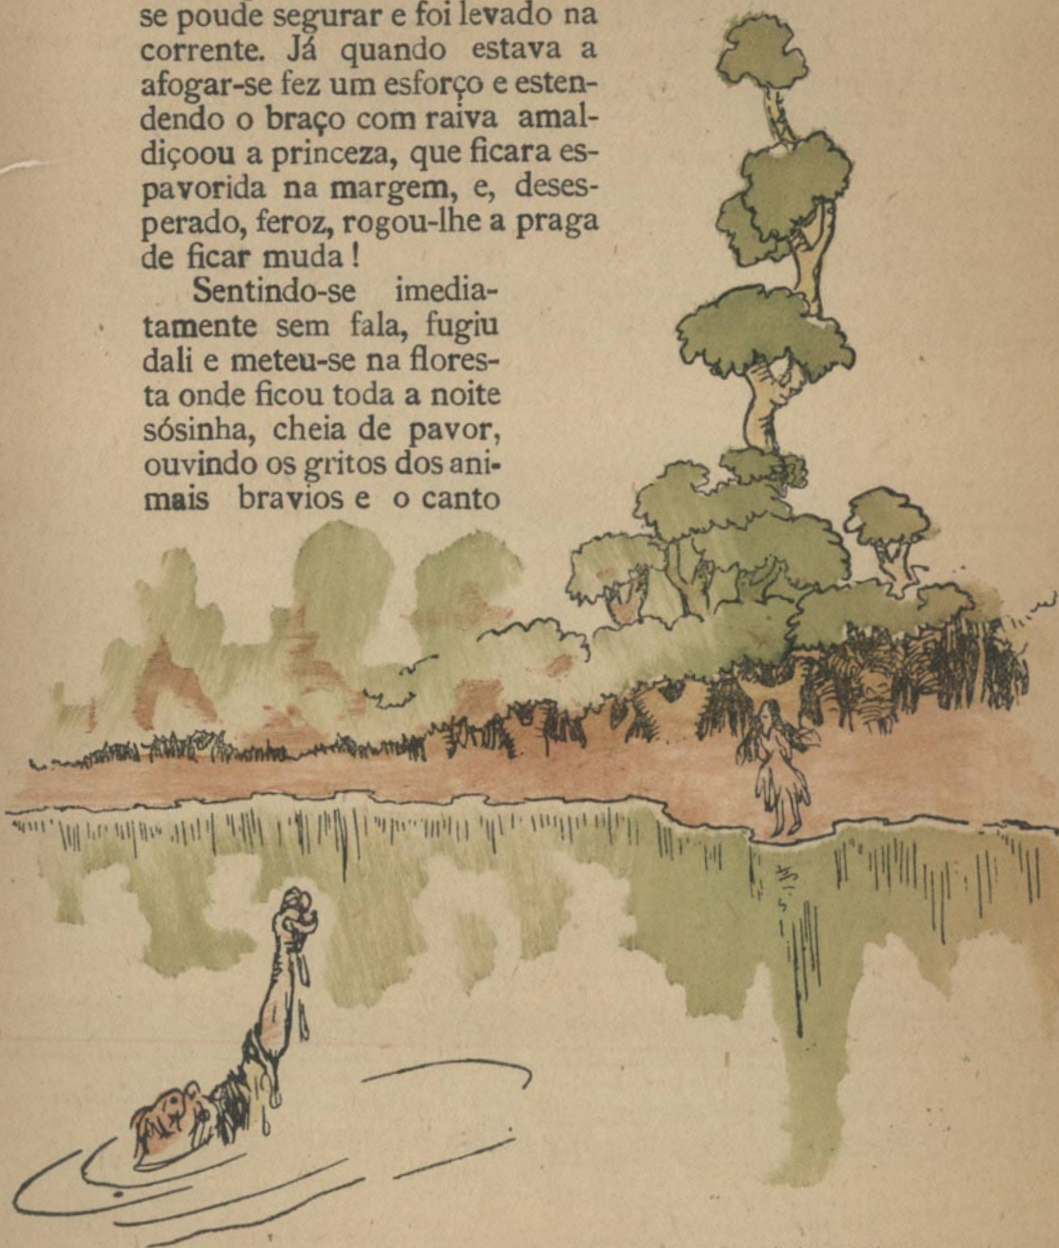 se poude segurar e foi levado na
corrente. Já quando estava a
afogar-se fez um esforço e esten-
dendo o braço com raiva amal-
diçoou a princeza, que ficara es-
pavorida na margem, e, deses-
perado, feroz, rogou-lhe a praga
de ficar muda!
Sentindo-se imedia-
tamente sem fala, fugiu
dali e meteu-se na flores-
ta onde ficou toda a noite
sósinha, cheia de pavor,
ouvindo os gritos dos ani-
mais bravios e o canto